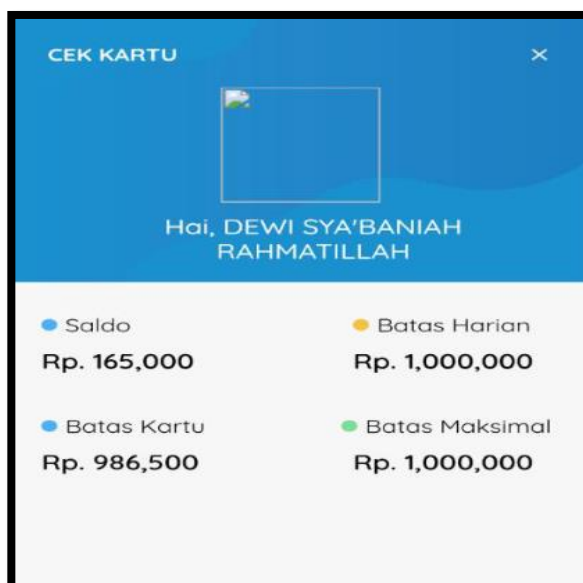 CEK KARTU ×
Hai, DEWI SYA'BANIAH
RAHMATILLAH
Saldo
Rp. 165,000
Batas Harian
Rp. 1,000,000
Batas Kartu
Rp. 986,500
Batas Maksimal
Rp. 1,000,000